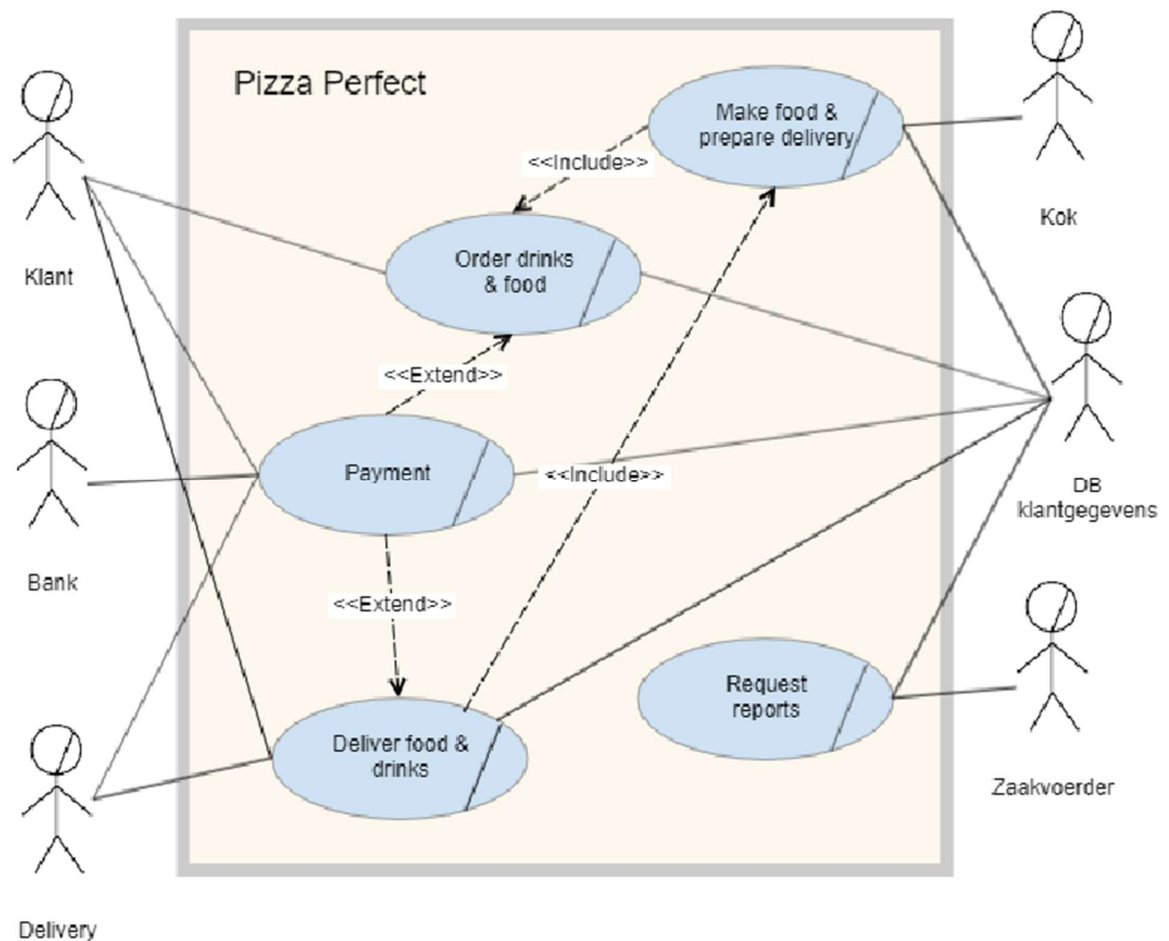 Pizza Perfect
Make food &
prepare delivery
<<Include>>
Kok
Klant
Order drinks
& food
<<Extend>>
Payment
<<Include>>
DB
klantgegevens
Bank
<<Extend>>
Request
reports
Deliver food &
drinks
Zaakvoerder
Delivery